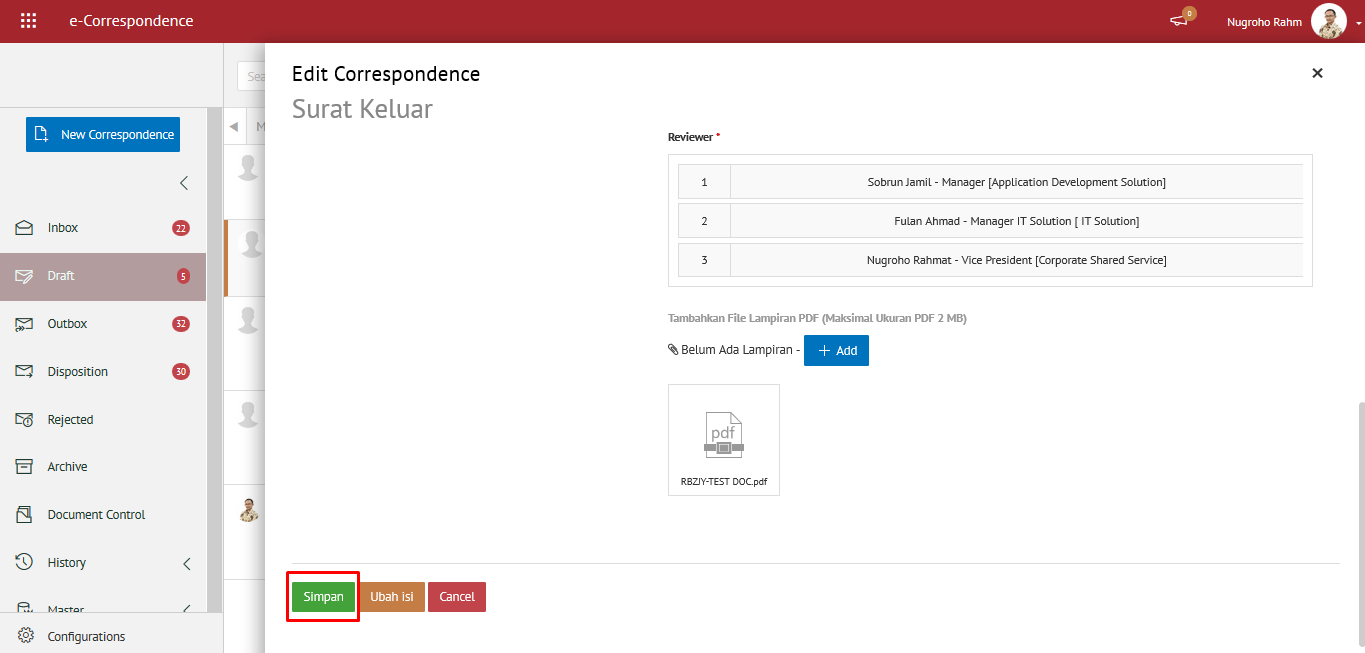 e-Correspondence
0
Nugroho Rahm
Sea
M
New Correspondence
Inbox 22
Draft 5
Outbox 32
Disposition 30
Rejected
Archive
Document Control
History
Master
Configurations
Edit Correspondence
Surat Keluar
Reviewer *
1 Sobrun Jamil - Manager [Application Development Solution]
2 Fulan Ahmad - Manager IT Solution [ IT Solution]
3 Nugroho Rahmat - Vice President [Corporate Shared Service]
Tambahkan File Lampiran PDF (Maksimal Ukuran PDF 2 MB)
Belum Ada Lampiran - + Add
pdf
RBZJY-TEST DOC.pdf
Simpan Ubah isi Cancel